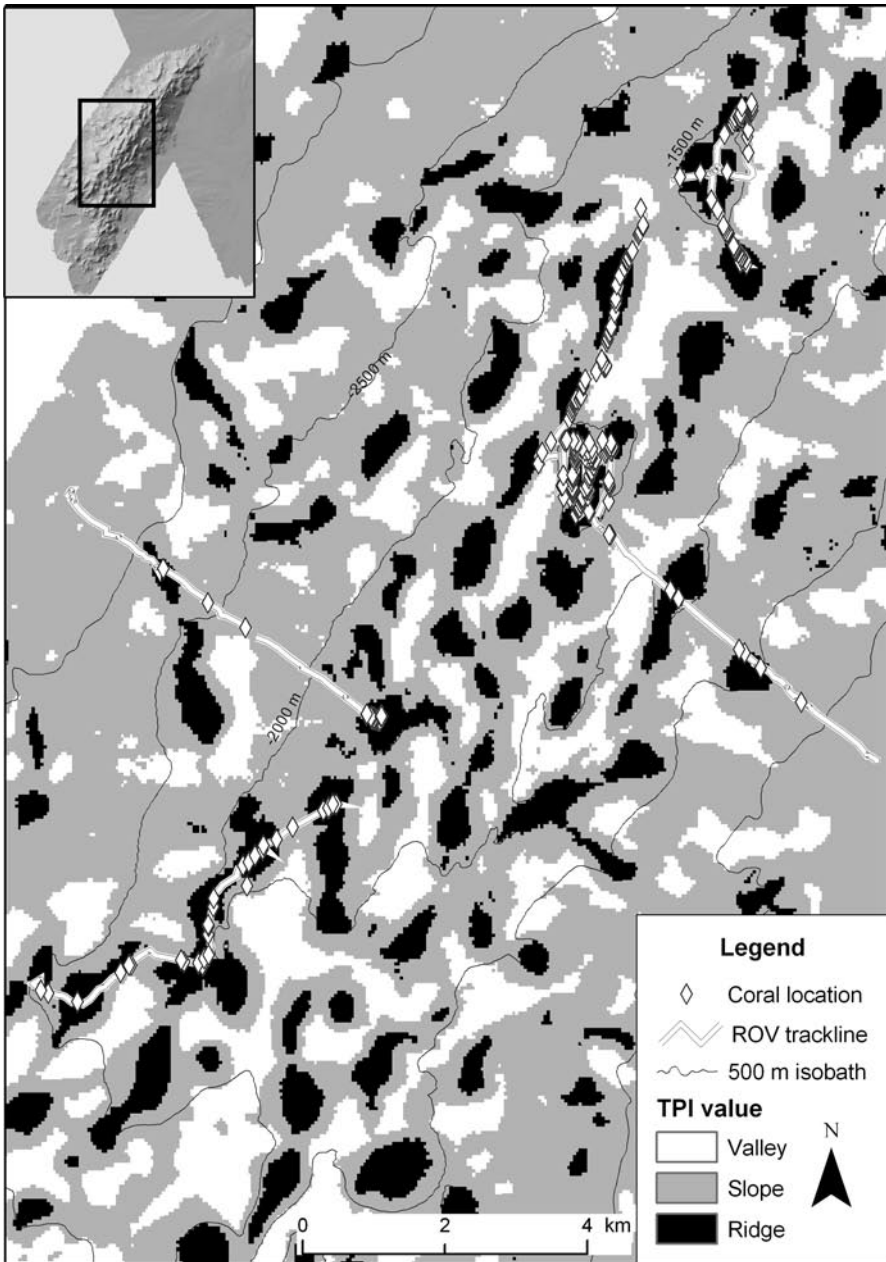 -1500 m
-2500 m
-2000 m
Legend
Coral location
ROV trackline
500 m isobath
TPI value
Valley
Slope
Ridge
N
0 2 4 km